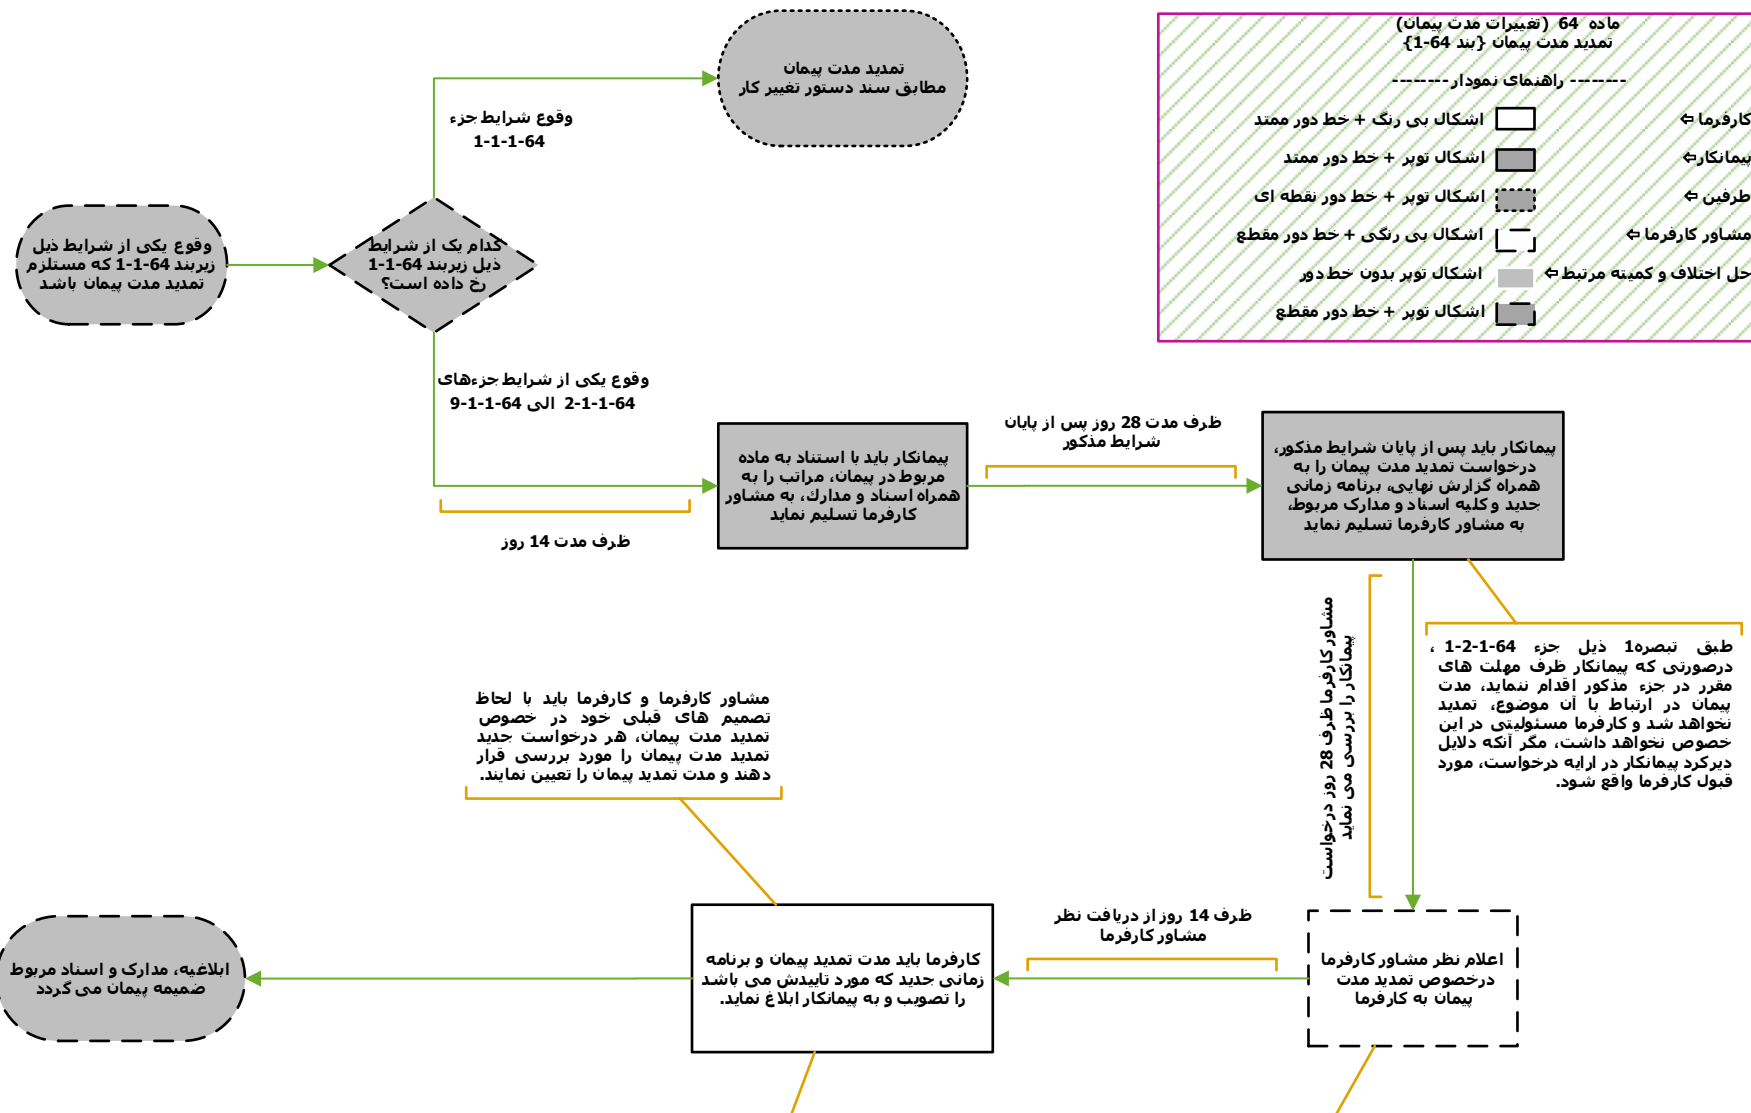 ماده 64 (تغییرات مدت پیمان)
تمدید مدت پیمان {بند 64-1}
-------- راهنمای نمودار --------
کارفرما ⇦ اشکال بی رنگ + خط دور ممتد
پیمانکار⇦ اشکال توپر + خط دور ممتد
طرفین ⇦ اشکال توپر + خط دور نقطه ای
مشاور کارفرما ⇦ اشکال بی رنگی + خط دور مقطع
حل اختلاف و کمیته مرتبط ⇦ اشکال توپر بدون خط دور
اشکال توپر + خط دور مقطع
تمدید مدت پیمان
مطابق سند دستور تغییر کار
وقوع شرایط جزء
64-1-1-1
وقوع یکی از شرایط ذیل
زیربند 64-1-1 که مستلزم
تمدید مدت پیمان باشد
کدام یک از شرایط
ذیل زیربند 64-1-1
رخ داده است؟
وقوع یکی از شرایط جزءهای
64-1-1-2 الی 64-1-1-9
ظرف مدت 14 روز
پیمانکار باید با استناد به ماده
مربوط در پیمان، مراتب را به
همراه اسناد و مدارك، به مشاور
کارفرما تسلیم نماید
ظرف مدت 28 روز پس از پایان
شرایط مذکور
پیمانکار باید پس از پایان شرایط مذکور،
درخواست تمدید مدت پیمان را به
همراه گزارش نهایی، برنامه زمانی
جدید و کلیه اسناد و مدارک مربوط،
به مشاور کارفرما تسلیم نماید
مشاور کارفرما ظرف 28 روز درخواست
پیمانکار را بررسی می نماید
طبق تبصره1 ذیل جزء 64-1-2-1 ،
درصورتی که پیمانکار ظرف مهلت های
مقرر در جزء مذکور اقدام ننماید، مدت
پیمان در ارتباط با آن موضوع، تمدید
نخواهد شد و کارفرما مسئولیتی در این
خصوص نخواهد داشت، مگر آنکه دلایل
دیرکرد پیمانکار در ارایه درخواست، مورد
قبول کارفرما واقع شود.
مشاور کارفرما و کارفرما باید با لحاظ
تصمیم های قبلی خود در خصوص
تمدید مدت پیمان، هر درخواست جدید
تمدید مدت پیمان را مورد بررسی قرار
دهند و مدت تمدید پیمان را تعیین نمایند.
اعلام نظر مشاور کارفرما
درخصوص تمدید مدت
پیمان به کارفرما
ظرف 14 روز از دریافت نظر
مشاور کارفرما
کارفرما باید مدت تمدید پیمان و برنامه
زمانی جدید که مورد تاییدش می باشد
را تصویب و به پیمانکار ابلاغ نماید.
ابلاغیه، مدارک و اسناد مربوط
ضمیمه پیمان می گردد